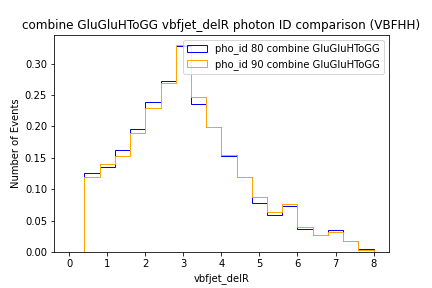 combine GluGluHToGG vbfjet_delR photon ID comparison (VBFHH)
pho_id 80 combine GluGluHToGG
pho_id 90 combine GluGluHToGG
Number of Events
0.30
0.25
0.20
0.15
0.10
0.05
0.00
0 1 2 3 4 5 6 7 8
vbfjet_delR